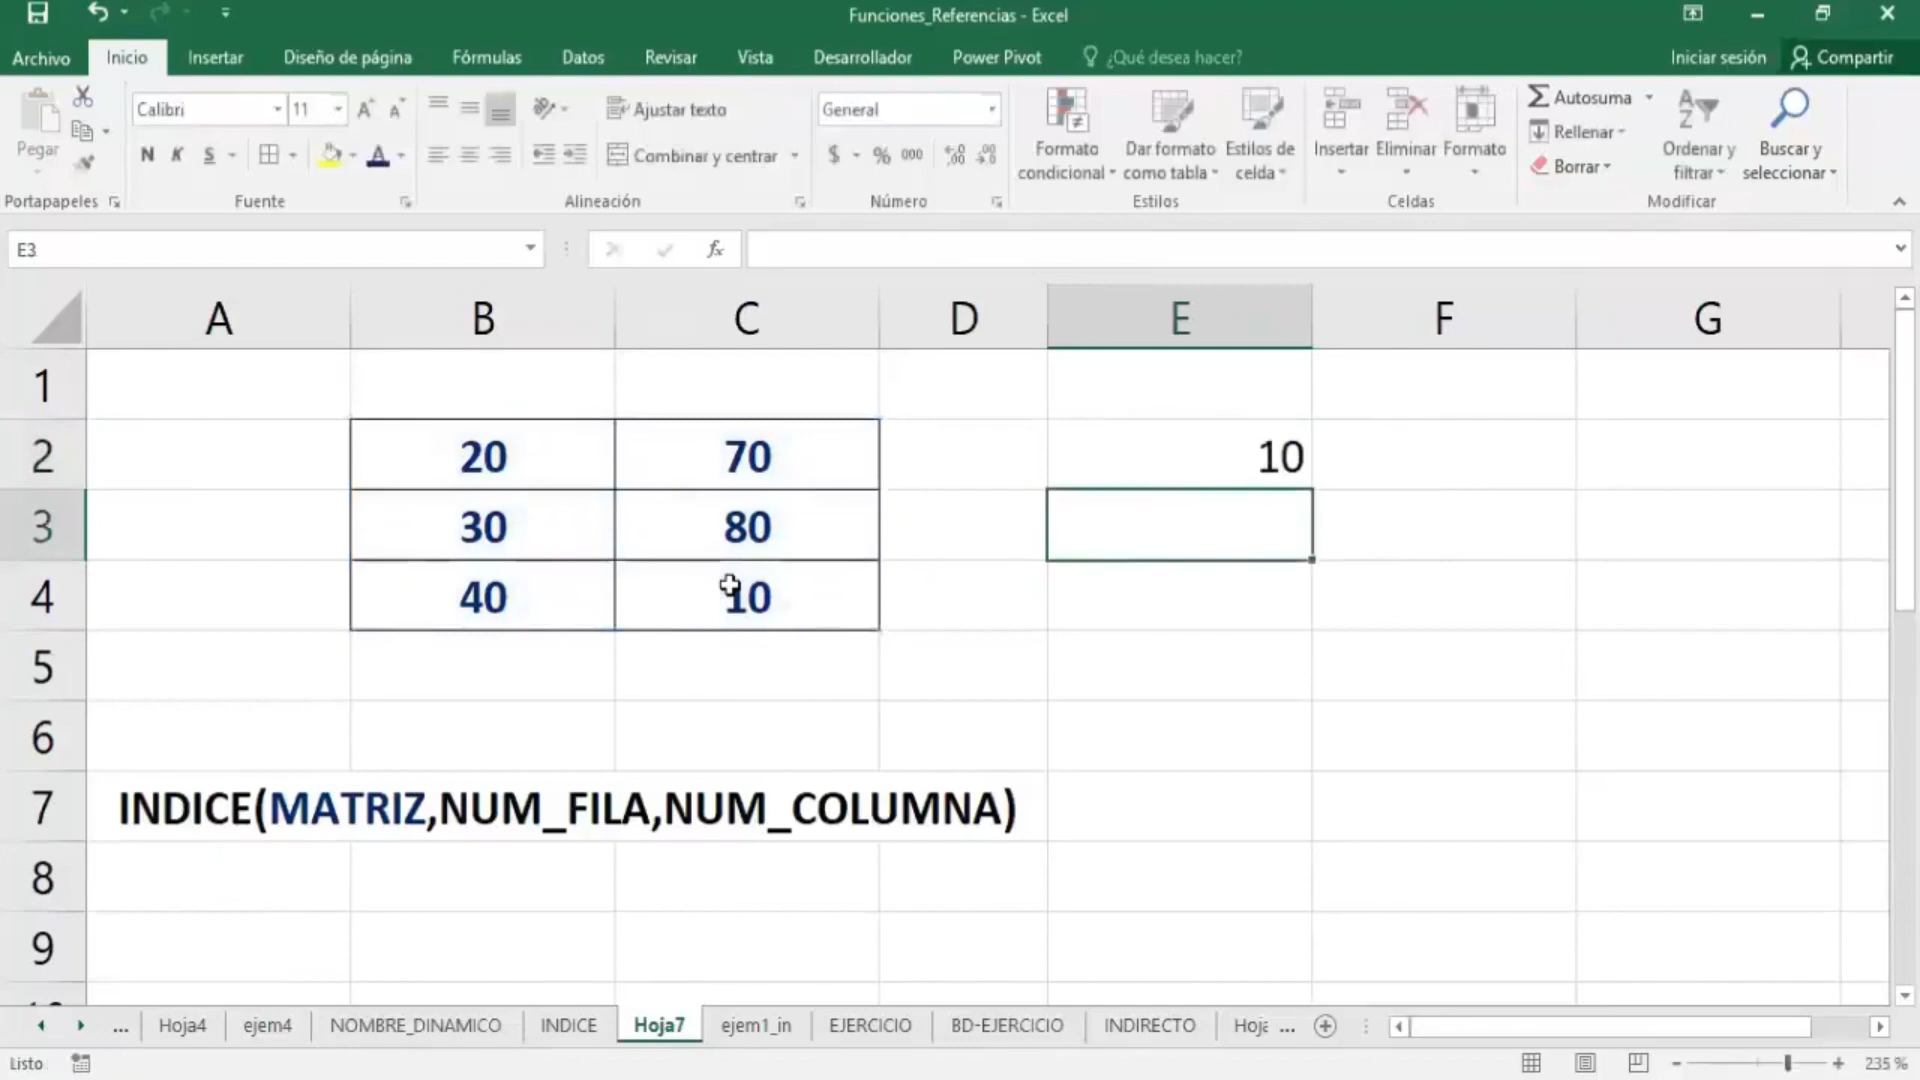 Funciones_Referencias - Excel
Archivo Inicio Insertar Diseño de página Fórmulas Datos Revisar Vista Desarrollador Power Pivot ¿Qué desea hacer? Iniciar sesión Compartir
Calibri 11 Ajustar texto General Autosuma
Pegar Formato Dar formato Estilos de Insertar Eliminar Formato Rellenar Ordenar y Buscar y
N K S Combinar y centrar $ % 000 condicional como tabla celda Borrar filtrar seleccionar
Portapapeles Fuente Alineación Número Estilos Celdas Modificar
E3 fx
A B C D E F G
1
2 20 70 10
3 30 80
4 40 10
5
6
7 INDICE(MATRIZ,NUM_FILA,NUM_COLUMNA)
8
9
... Hoja4 ejem4 NOMBRE_DINAMICO INDICE Hoja7 ejem1_in EJERCICIO BD-EJERCICIO INDIRECTO Hoja ...
Listo 235 %